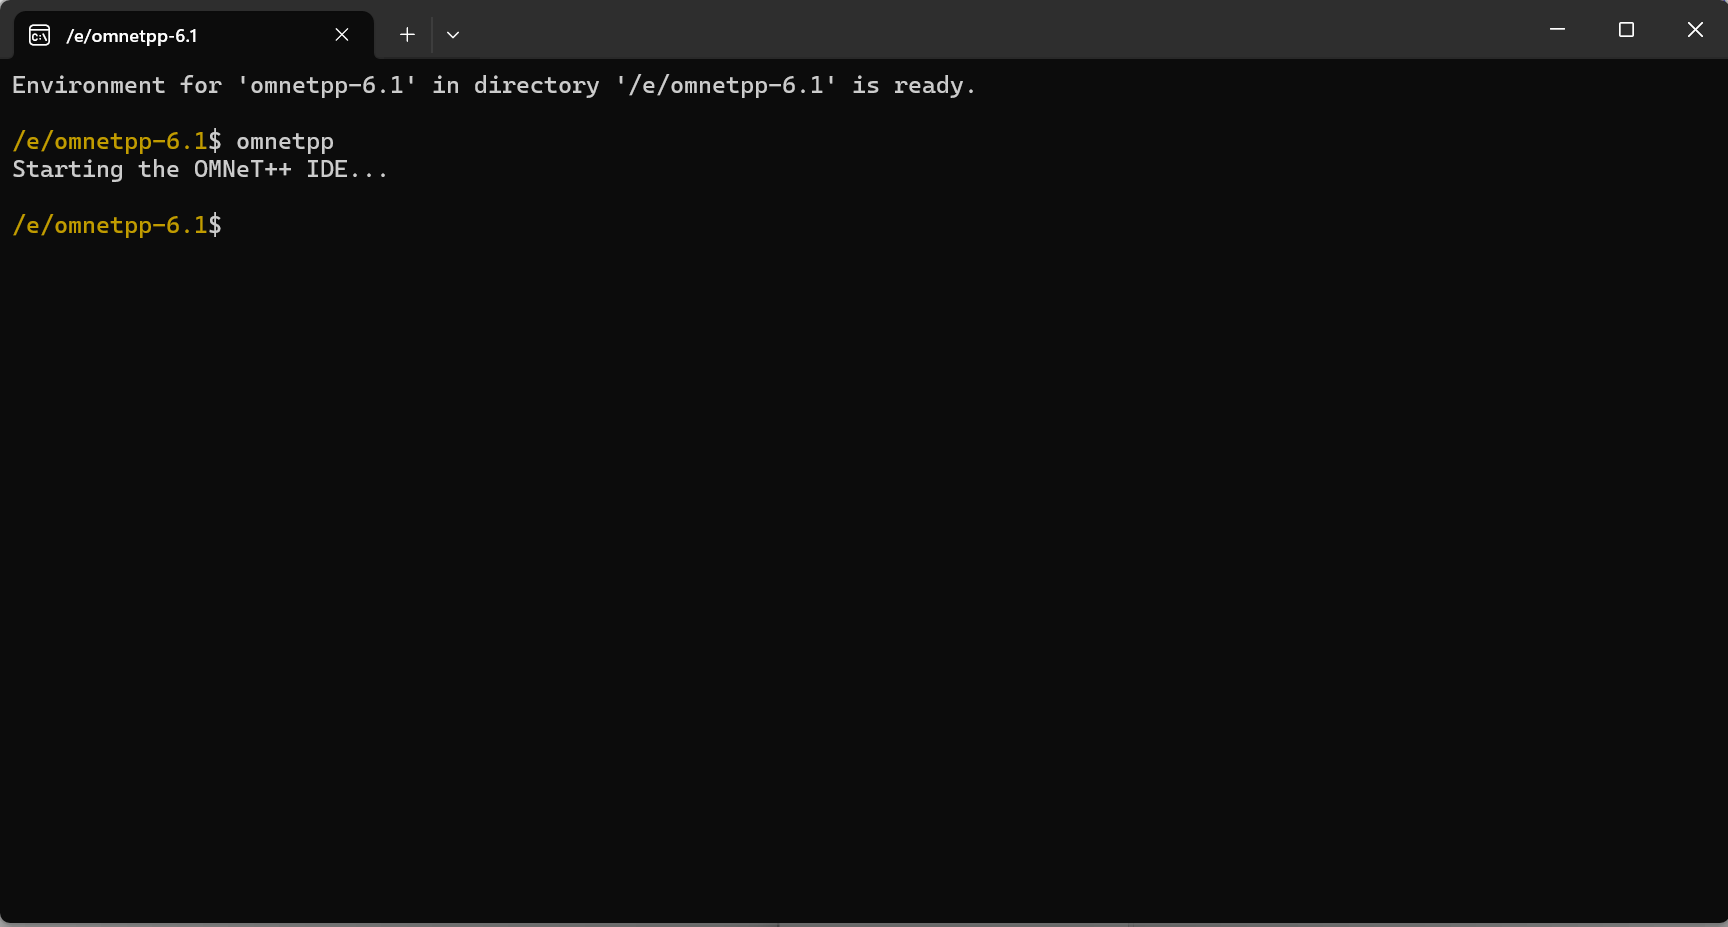 /e/omnetpp-6.1
Environment for 'omnetpp-6.1' in directory '/e/omnetpp-6.1' is ready.
/e/omnetpp-6.1$ omnetpp
Starting the OMNeT++ IDE...
/e/omnetpp-6.1$